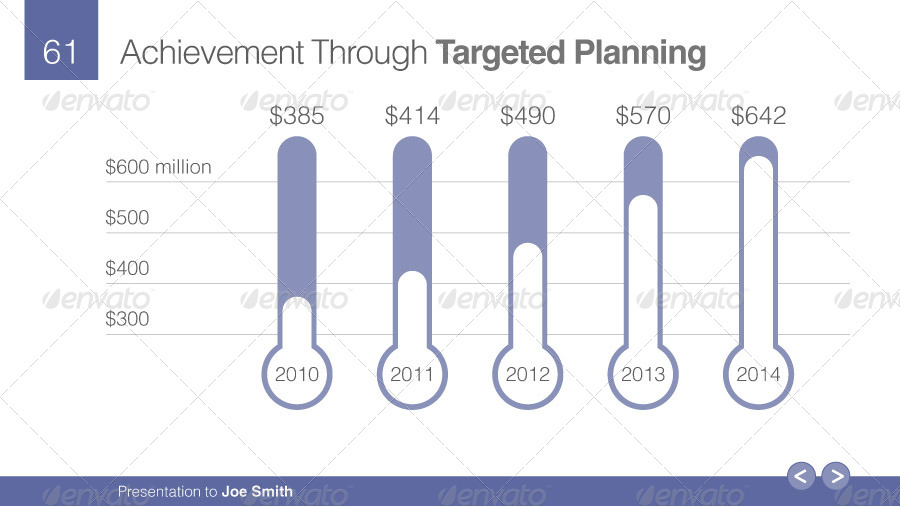 61
Achievement Through Targeted Planning
$385 $414 $490 $570 $642
$600 million
$500
$400
$300
2010 2011 2012 2013 2014
Presentation to Joe Smith
< >
envato